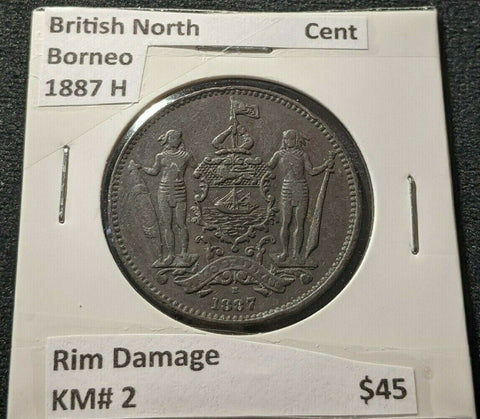 British North Cent
Borneo
1887 H
H
1887
Rim Damage
KM# 2 $45